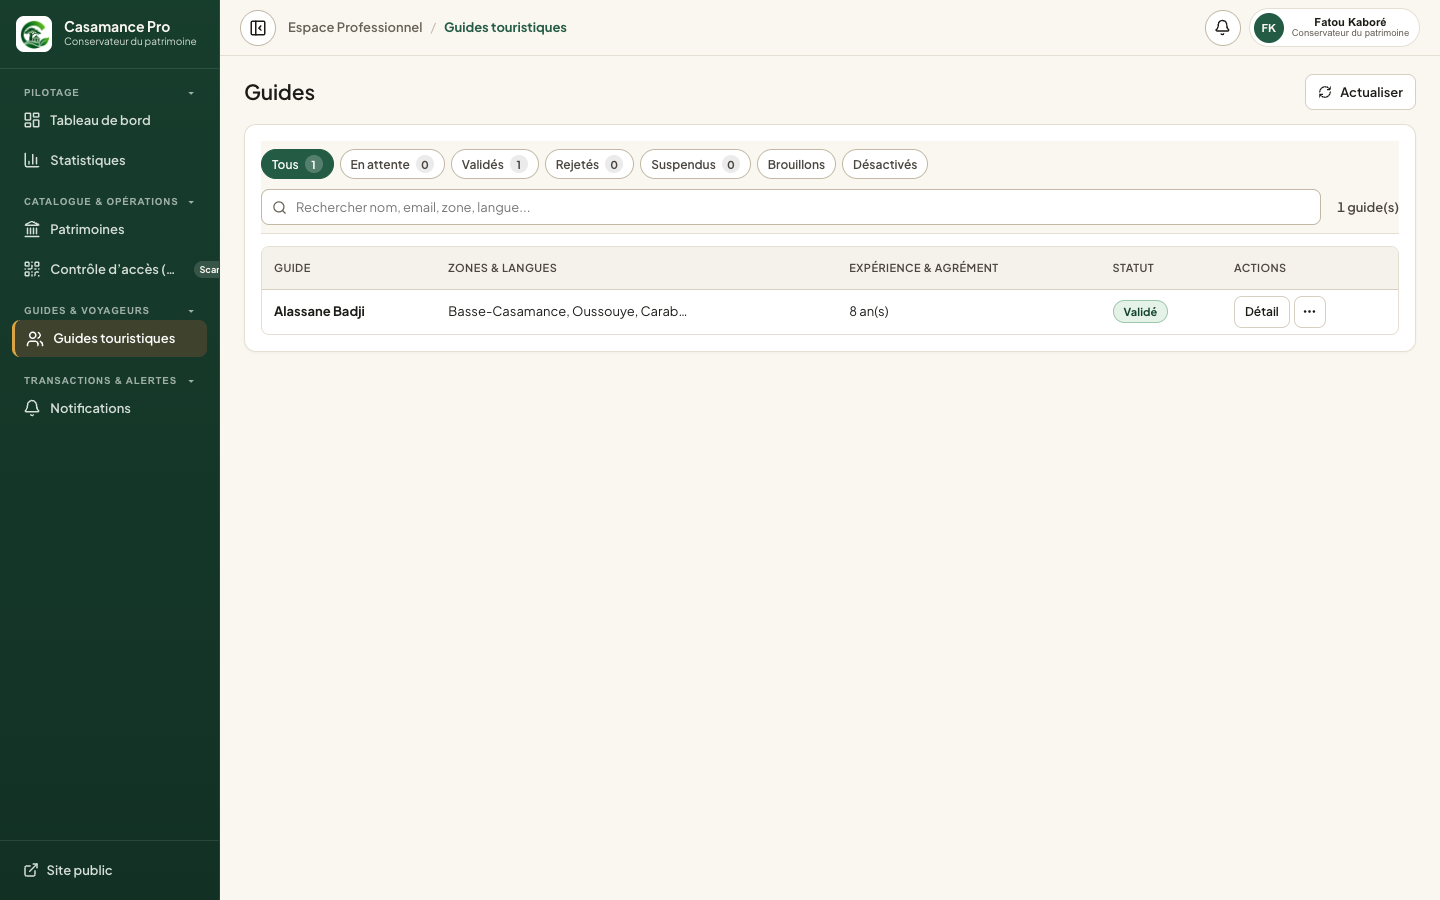 Casamance Pro
Conservateur du patrimoine
PILOTAGE
Tableau de bord
Statistiques
CATALOGUE & OPÉRATIONS
Patrimoines
Contrôle d’accès (… Scan
GUIDES & VOYAGEURS
Guides touristiques
TRANSACTIONS & ALERTES
Notifications
Site public
Espace Professionnel / Guides touristiques
FK
Fatou Kaboré
Conservateur du patrimoine
Guides
Actualiser
Tous 1 En attente 0 Validés 1 Rejetés 0 Suspendus 0 Brouillons Désactivés
Rechercher nom, email, zone, langue...
1 guide(s)
GUIDE ZONES & LANGUES EXPÉRIENCE & AGRÉMENT STATUT ACTIONS
Alassane Badji Basse-Casamance, Oussouye, Carab… 8 an(s) Validé Détail ···